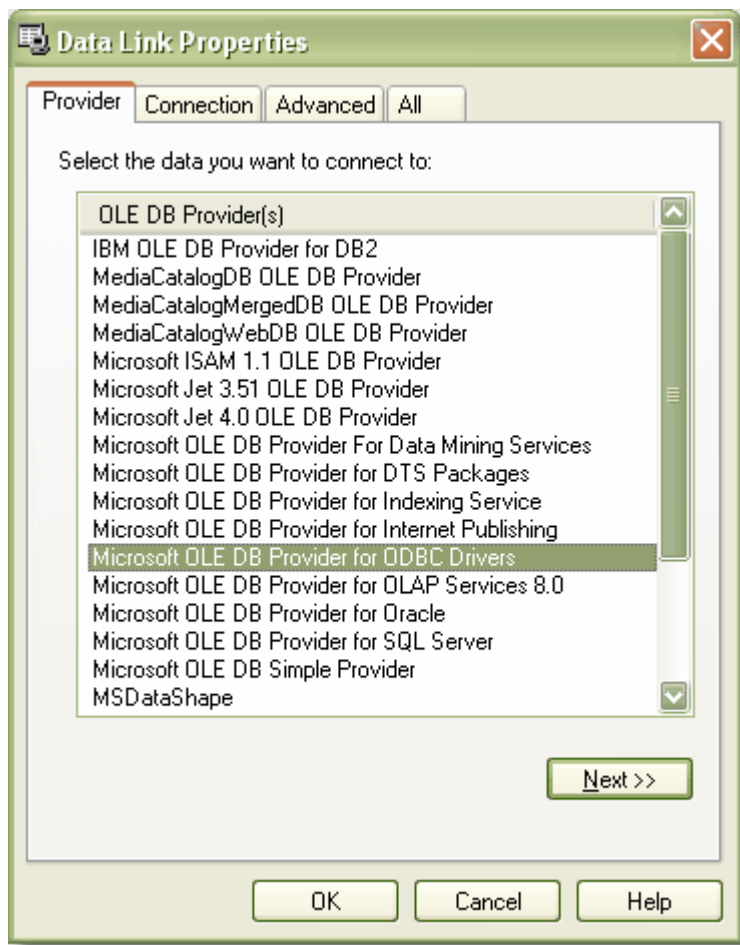 Data Link Properties
Provider Connection Advanced All
Select the data you want to connect to:
OLE DB Provider(s)
IBM OLE DB Provider for DB2
MediaCatalogDB OLE DB Provider
MediaCatalogMergedDB OLE DB Provider
MediaCatalogWebDB OLE DB Provider
Microsoft ISAM 1.1 OLE DB Provider
Microsoft Jet 3.51 OLE DB Provider
Microsoft Jet 4.0 OLE DB Provider
Microsoft OLE DB Provider For Data Mining Services
Microsoft OLE DB Provider for DTS Packages
Microsoft OLE DB Provider for Indexing Service
Microsoft OLE DB Provider for Internet Publishing
Microsoft OLE DB Provider for ODBC Drivers
Microsoft OLE DB Provider for OLAP Services 8.0
Microsoft OLE DB Provider for Oracle
Microsoft OLE DB Provider for SQL Server
Microsoft OLE DB Simple Provider
MSDataShape
Next >>
OK Cancel Help